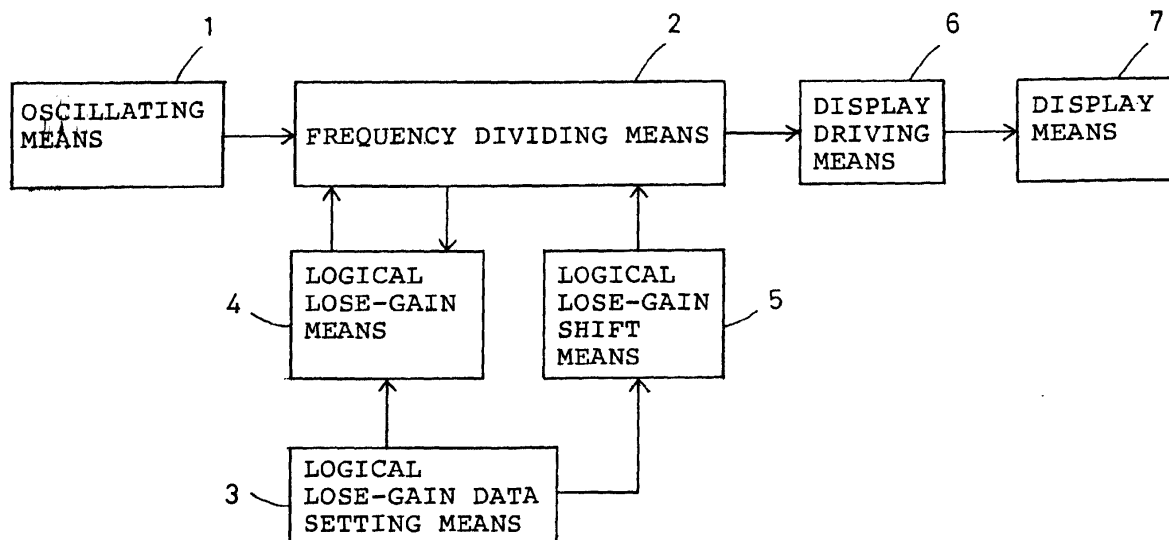 1
2
6
7
OSCILLATING
MEANS
FREQUENCY DIVIDING MEANS
DISPLAY
DRIVING
MEANS
DISPLAY
MEANS
4
LOGICAL
LOSE-GAIN
MEANS
LOGICAL
LOSE-GAIN
SHIFT
MEANS
5
3
LOGICAL
LOSE-GAIN DATA
SETTING MEANS